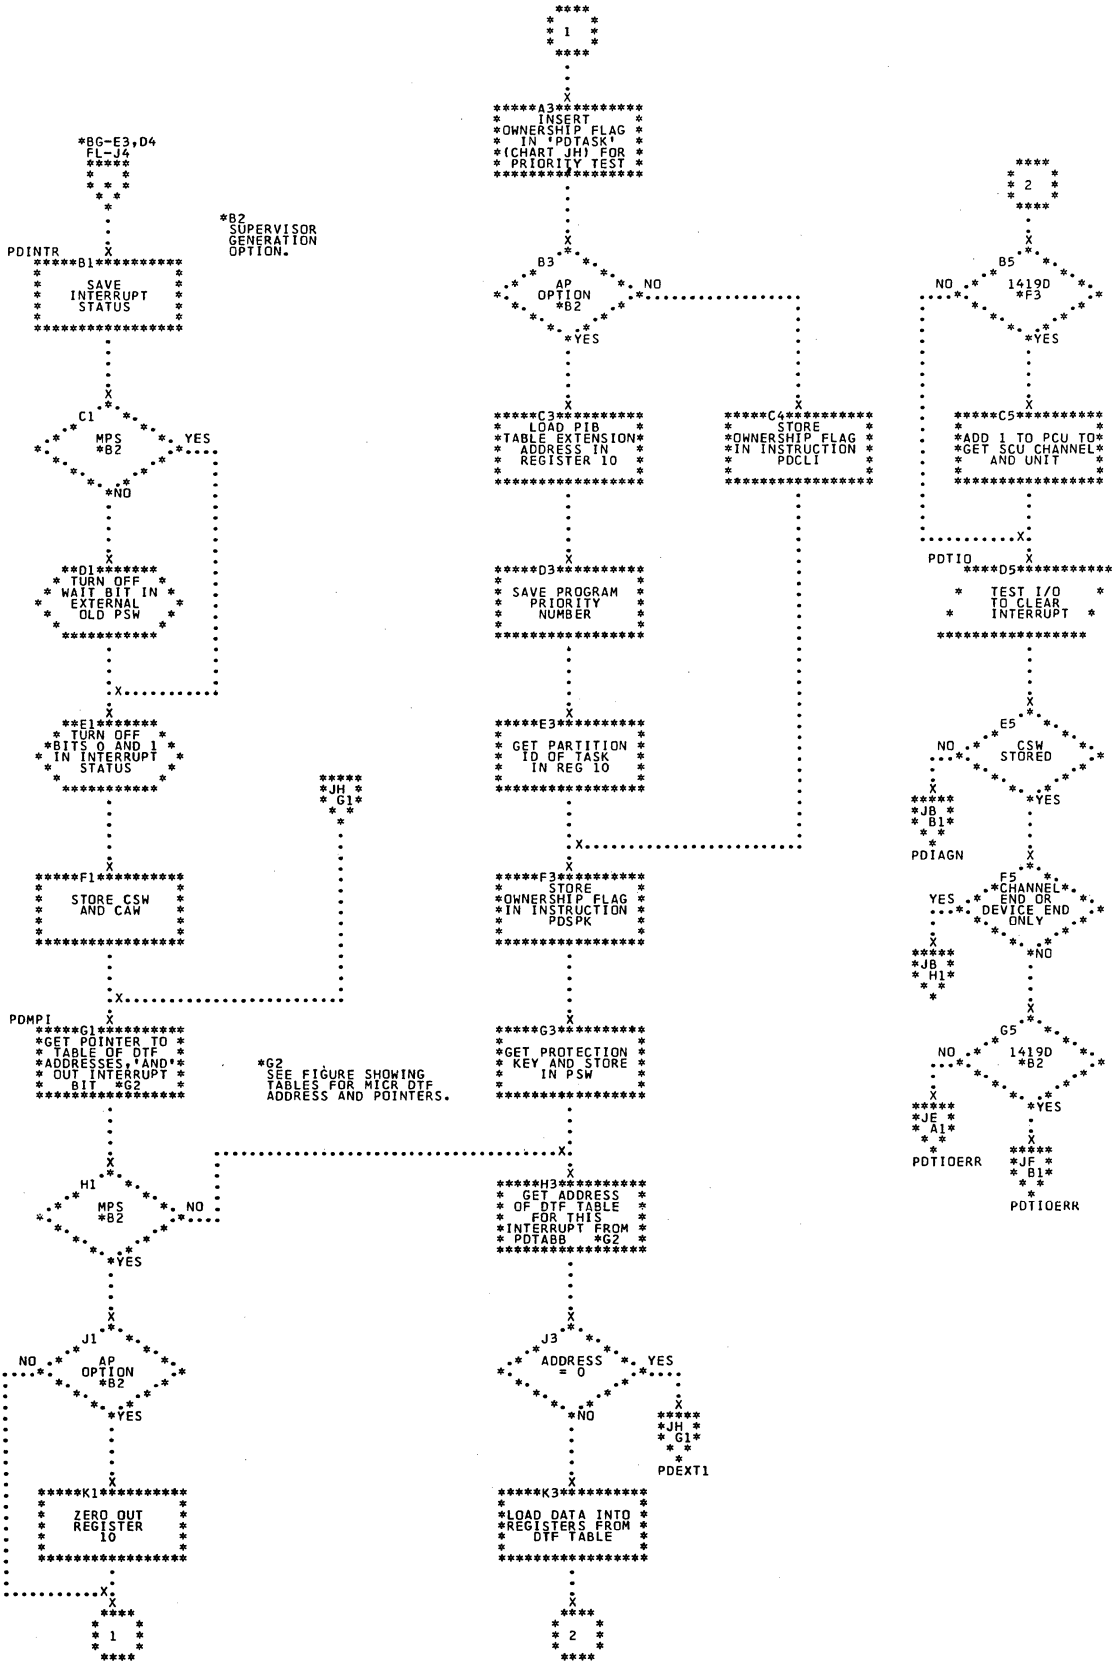 *BG-E3,D4
FL-J4
PDINTR
B1
SAVE
INTERRUPT
STATUS
*B2
SUPERVISOR
GENERATION
OPTION.
C1
MPS
*B2
YES
*NO
D1
TURN OFF
WAIT BIT IN
EXTERNAL
OLD PSW
E1
TURN OFF
BITS 0 AND 1
IN INTERRUPT
STATUS
JH
G1
F1
STORE CSW
AND CAW
PDMPI
G1
GET POINTER TO
TABLE OF DTF
ADDRESSES,'AND'
OUT INTERRUPT
BIT *G2
*G2
SEE FIGURE SHOWING
TABLES FOR MICR DTF
ADDRESS AND POINTERS.
H1
MPS
*B2
NO
*YES
J1
NO
AP
OPTION
*B2
*YES
K1
ZERO OUT
REGISTER
10
1
1
A3
INSERT
OWNERSHIP FLAG
IN 'PDTASK'
(CHART JH) FOR
PRIORITY TEST
B3
AP
OPTION
*B2
NO
*YES
C3
LOAD PIB
TABLE EXTENSION
ADDRESS IN
REGISTER 10
C4
STORE
OWNERSHIP FLAG
IN INSTRUCTION
PDCLI
D3
SAVE PROGRAM
PRIORITY
NUMBER
E3
GET PARTITION
ID OF TASK
IN REG 10
F3
STORE
OWNERSHIP FLAG
IN INSTRUCTION
PDSPK
G3
GET PROTECTION
KEY AND STORE
IN PSW
H3
GET ADDRESS
OF DTF TABLE
FOR THIS
INTERRUPT FROM
PDTABB *G2
J3
ADDRESS
= 0
YES
*NO
JH
G1
PDEXT1
K3
LOAD DATA INTO
REGISTERS FROM
DTF TABLE
2
2
B5
NO
1419D
*F3
*YES
C5
ADD 1 TO PCU TO
GET SCU CHANNEL
AND UNIT
PDTIO
D5
TEST I/O
TO CLEAR
INTERRUPT
E5
NO
CSW
STORED
*YES
JB
B1
PDIAGN
F5
YES
CHANNEL
END OR
DEVICE END
ONLY
*NO
JB
H1
G5
NO
1419D
*B2
*YES
JE
A1
PDTIOERR
JF
B1
PDTIOERR